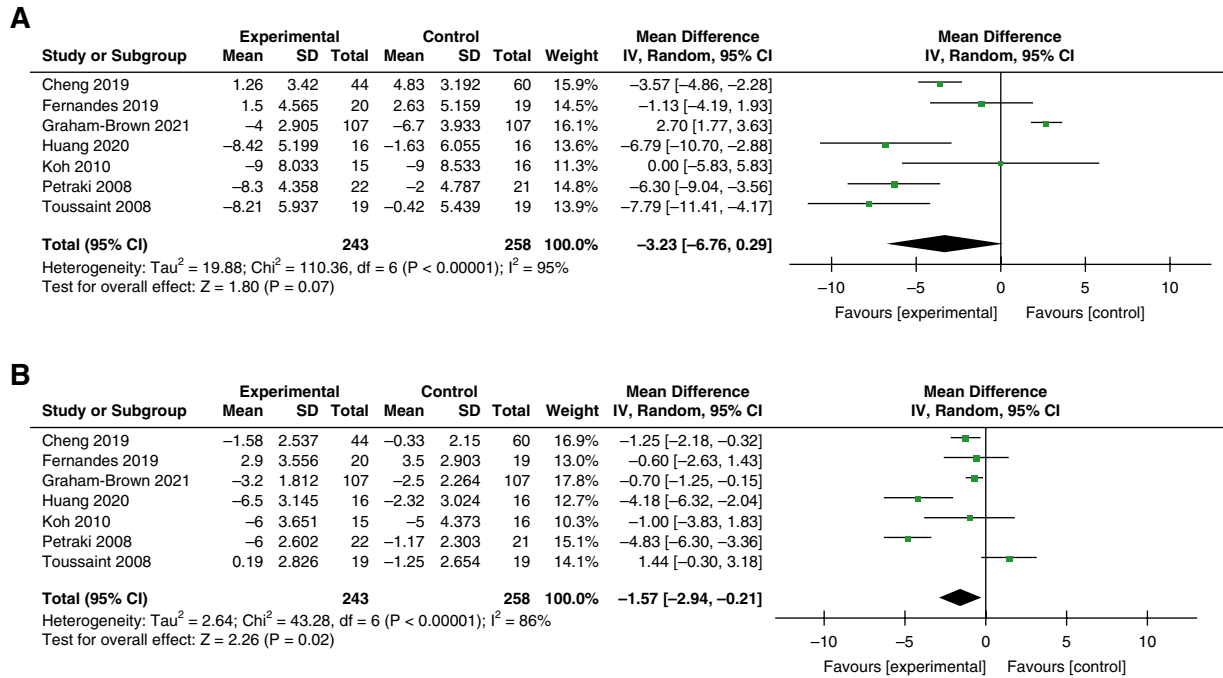 A
Experimental Control Mean Difference Mean Difference
Study or Subgroup Mean SD Total Mean SD Total Weight IV, Random, 95% CI IV, Random, 95% CI
Cheng 2019 1.26 3.42 44 4.83 3.192 60 15.9% −3.57 [−4.86, −2.28]
Fernandes 2019 1.5 4.565 20 2.63 5.159 19 14.5% −1.13 [−4.19, 1.93]
Graham-Brown 2021 −4 2.905 107 −6.7 3.933 107 16.1% 2.70 [1.77, 3.63]
Huang 2020 −8.42 5.199 16 −1.63 6.055 16 13.6% −6.79 [−10.70, −2.88]
Koh 2010 −9 8.033 15 −9 8.533 16 11.3% 0.00 [−5.83, 5.83]
Petraki 2008 −8.3 4.358 22 −2 4.787 21 14.8% −6.30 [−9.04, −3.56]
Toussaint 2008 −8.21 5.937 19 −0.42 5.439 19 13.9% −7.79 [−11.41, −4.17]
Total (95% CI) 243 258 100.0% −3.23 [−6.76, 0.29]
Heterogeneity: Tau² = 19.88; Chi² = 110.36, df = 6 (P < 0.00001); I² = 95%
Test for overall effect: Z = 1.80 (P = 0.07)
−10 −5 0 5 10
Favours [experimental] Favours [control]
B
Experimental Control Mean Difference Mean Difference
Study or Subgroup Mean SD Total Mean SD Total Weight IV, Random, 95% CI IV, Random, 95% CI
Cheng 2019 −1.58 2.537 44 −0.33 2.15 60 16.9% −1.25 [−2.18, −0.32]
Fernandes 2019 2.9 3.556 20 3.5 2.903 19 13.0% −0.60 [−2.63, 1.43]
Graham-Brown 2021 −3.2 1.812 107 −2.5 2.264 107 17.8% −0.70 [−1.25, −0.15]
Huang 2020 −6.5 3.145 16 −2.32 3.024 16 12.7% −4.18 [−6.32, −2.04]
Koh 2010 −6 3.651 15 −5 4.373 16 10.3% −1.00 [−3.83, 1.83]
Petraki 2008 −6 2.602 22 −1.17 2.303 21 15.1% −4.83 [−6.30, −3.36]
Toussaint 2008 0.19 2.826 19 −1.25 2.654 19 14.1% 1.44 [−0.30, 3.18]
Total (95% CI) 243 258 100.0% −1.57 [−2.94, −0.21]
Heterogeneity: Tau² = 2.64; Chi² = 43.28, df = 6 (P < 0.00001); I² = 86%
Test for overall effect: Z = 2.26 (P = 0.02)
−10 −5 0 5 10
Favours [experimental] Favours [control]